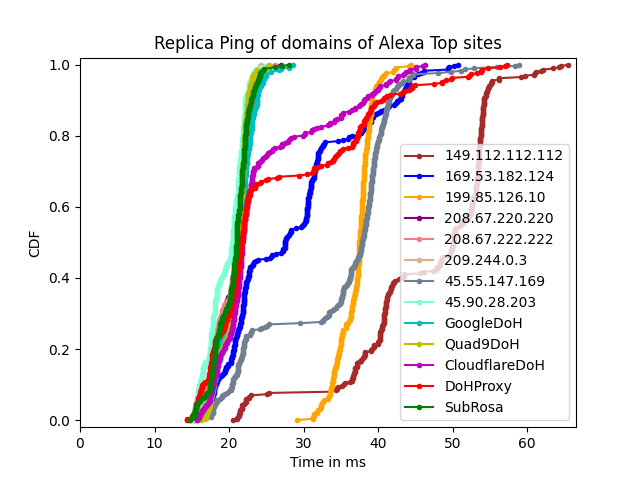 Replica Ping of domains of Alexa Top sites
1.0
0.8
0.6
0.4
0.2
0.0
CDF
0
10
20
30
40
50
60
Time in ms
149.112.112.112
169.53.182.124
199.85.126.10
208.67.220.220
208.67.222.222
209.244.0.3
45.55.147.169
45.90.28.203
GoogleDoH
Quad9DoH
CloudflareDoH
DoHProxy
SubRosa